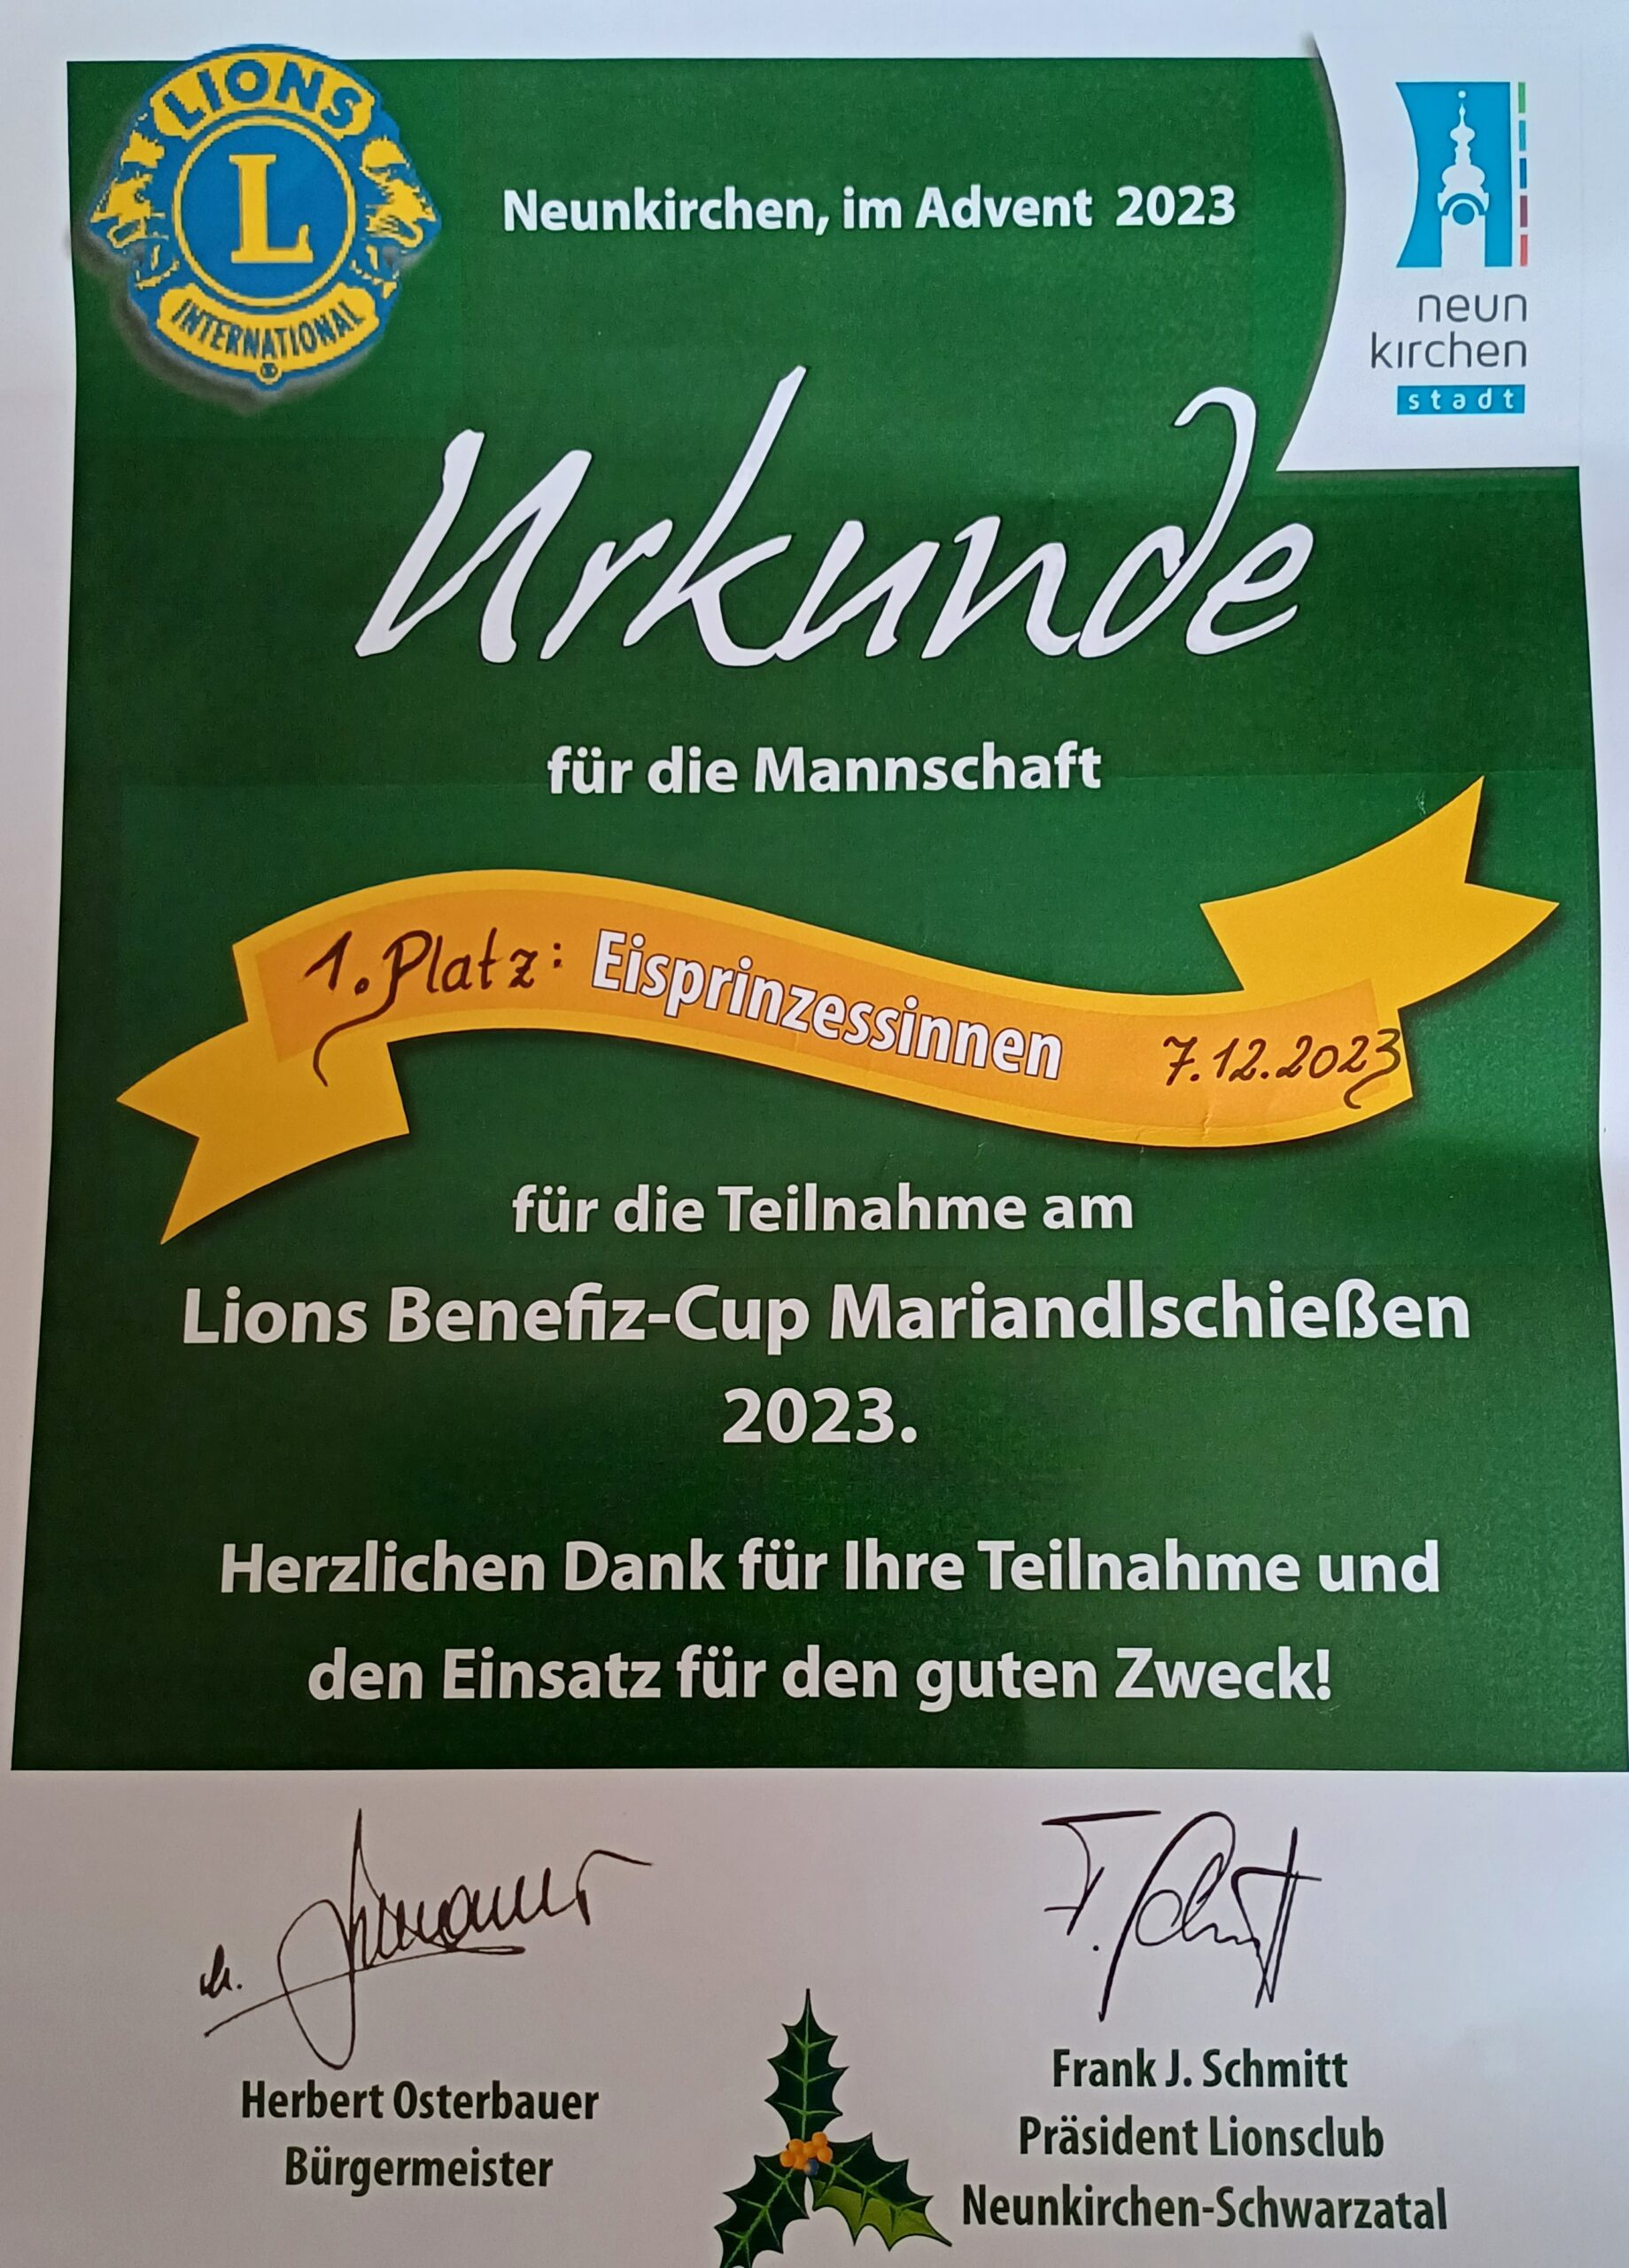 LIONS
L
INTERNATIONAL
®
Neunkirchen, im Advent 2023
neun
kirchen
stadt
Urkunde
für die Mannschaft
1. Platz: Eisprinzessinnen 7.12.2023
für die Teilnahme am
Lions Benefiz-Cup Mariandlschießen
2023.
Herzlichen Dank für Ihre Teilnahme und
den Einsatz für den guten Zweck!
F. Schmitt
Herbert Osterbauer
Bürgermeister
Frank J. Schmitt
Präsident Lionsclub
Neunkirchen-Schwarzatal